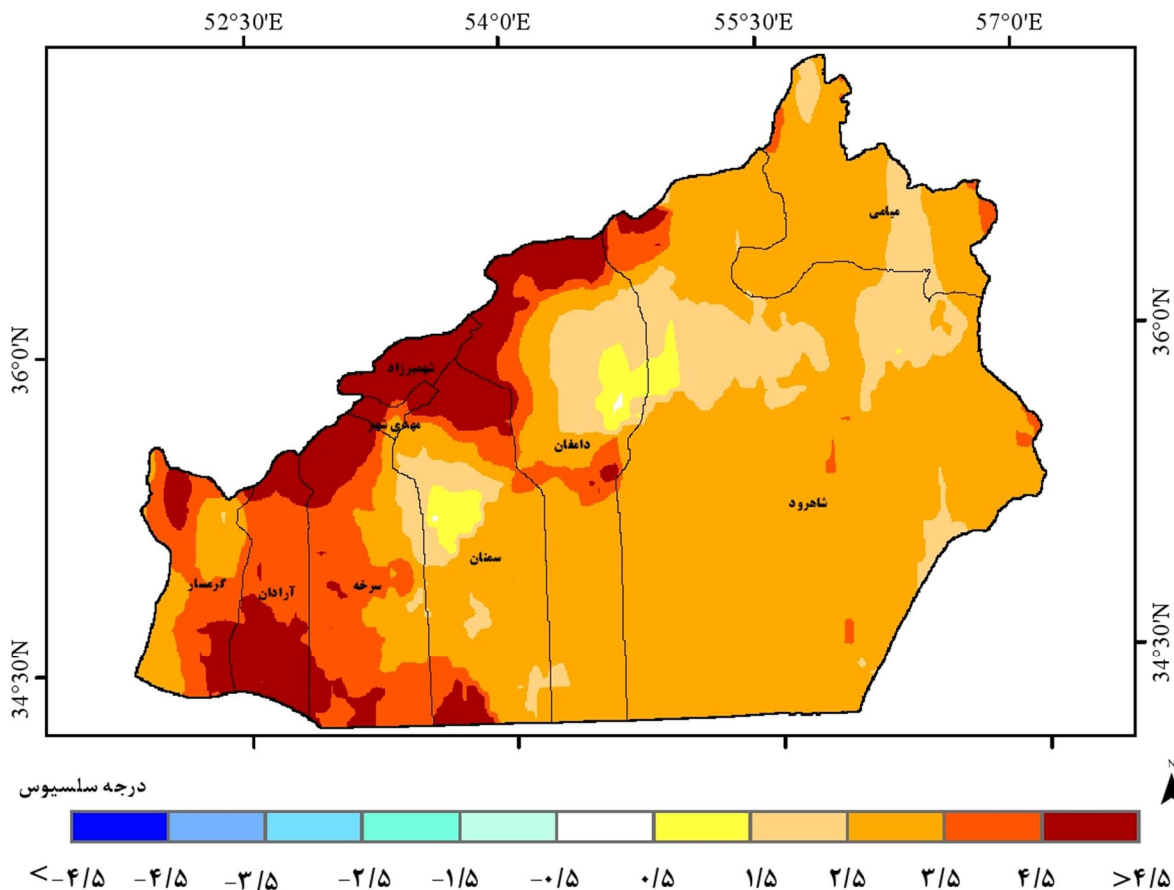 52°30'E 54°0'E 55°30'E 57°0'E
میامی
36°0'N
36°0'N
شهمیرزاد
مهدی شهر
دامغان
شاهرود
سمنان
گرمسار
آرادان
سرخه
34°30'N
34°30'N
N
درجه سلسیوس
<-۴/۵ -۴/۵ -۳/۵ -۲/۵ -۱/۵ -۰/۵ ۰/۵ ۱/۵ ۲/۵ ۳/۵ ۴/۵ >۴/۵